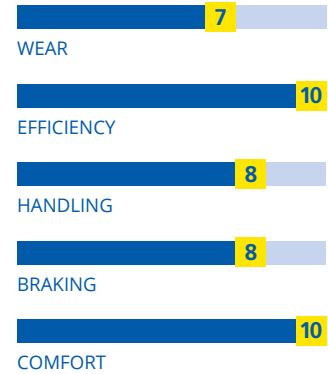 7
WEAR
10
EFFICIENCY
8
HANDLING
8
BRAKING
10
COMFORT